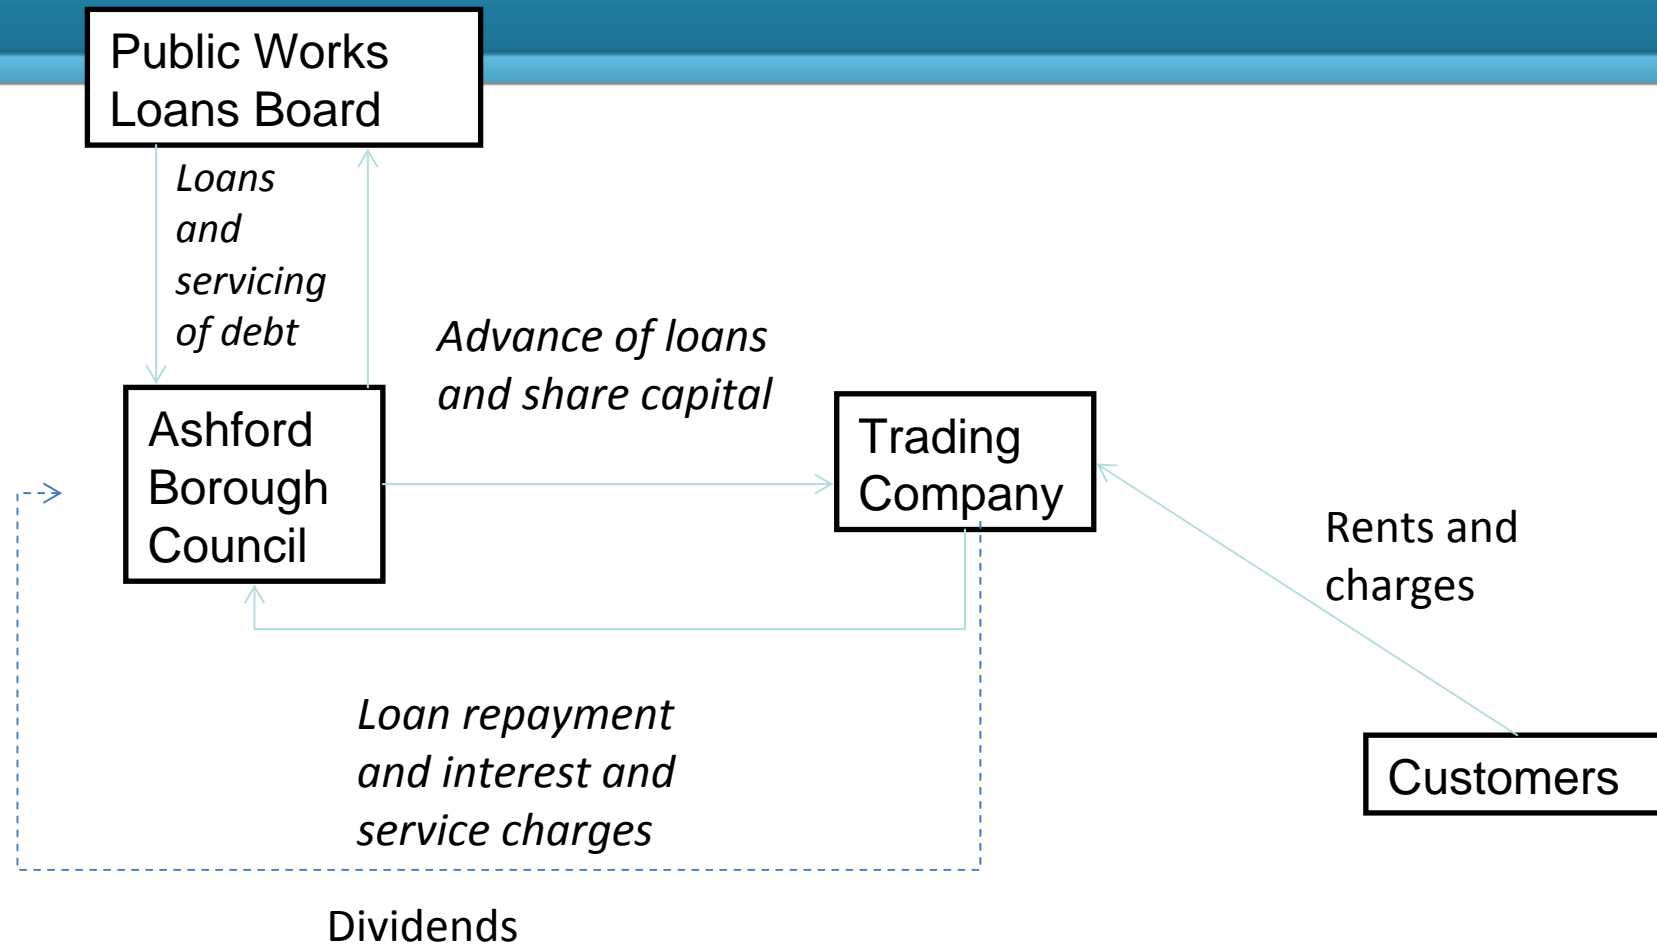 Public Works
Loans Board
Loans
and
servicing
of debt
Advance of loans
and share capital
Ashford
Borough
Council
Trading
Company
Rents and
charges
Loan repayment
and interest and
service charges
Customers
Dividends